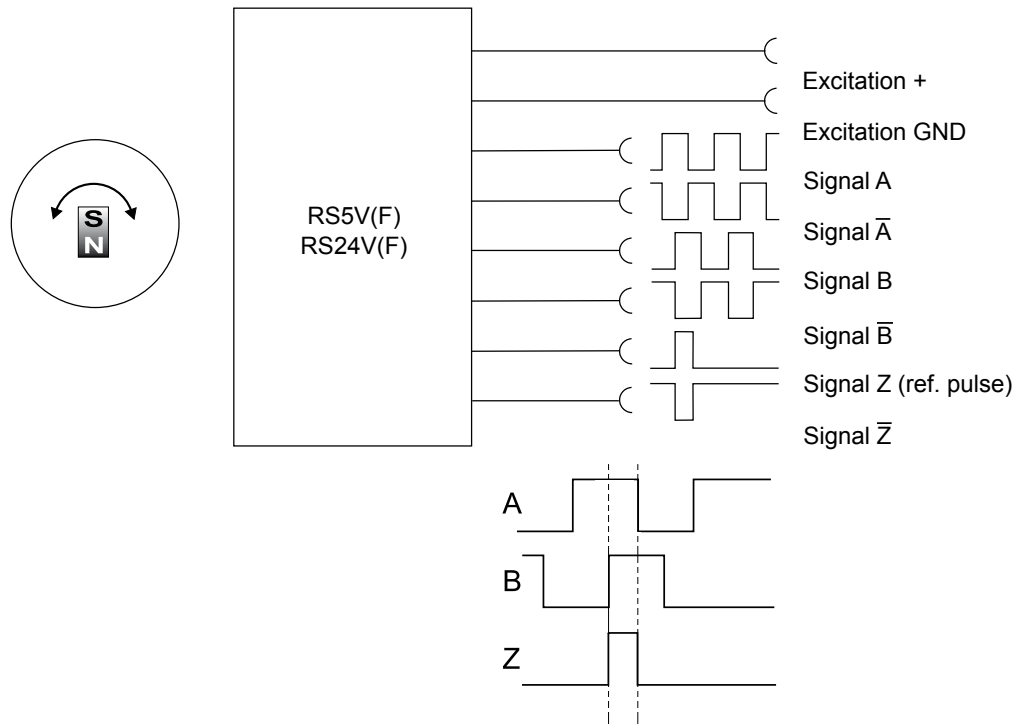 Excitation +
Excitation GND
Signal A
Signal A̅
Signal B
Signal B̅
Signal Z (ref. pulse)
Signal Z̅
RS5V(F)
RS24V(F)
S
N
A
B
Z